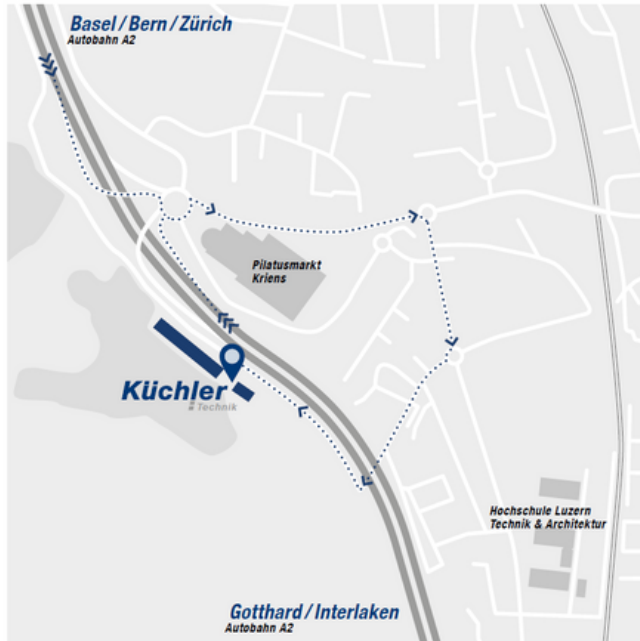 Basel / Bern / Zürich
Autobahn A2
Pilatusmarkt
Kriens
Küchler
Technik
Hochschule Luzern
Technik & Architektur
Gotthard / Interlaken
Autobahn A2